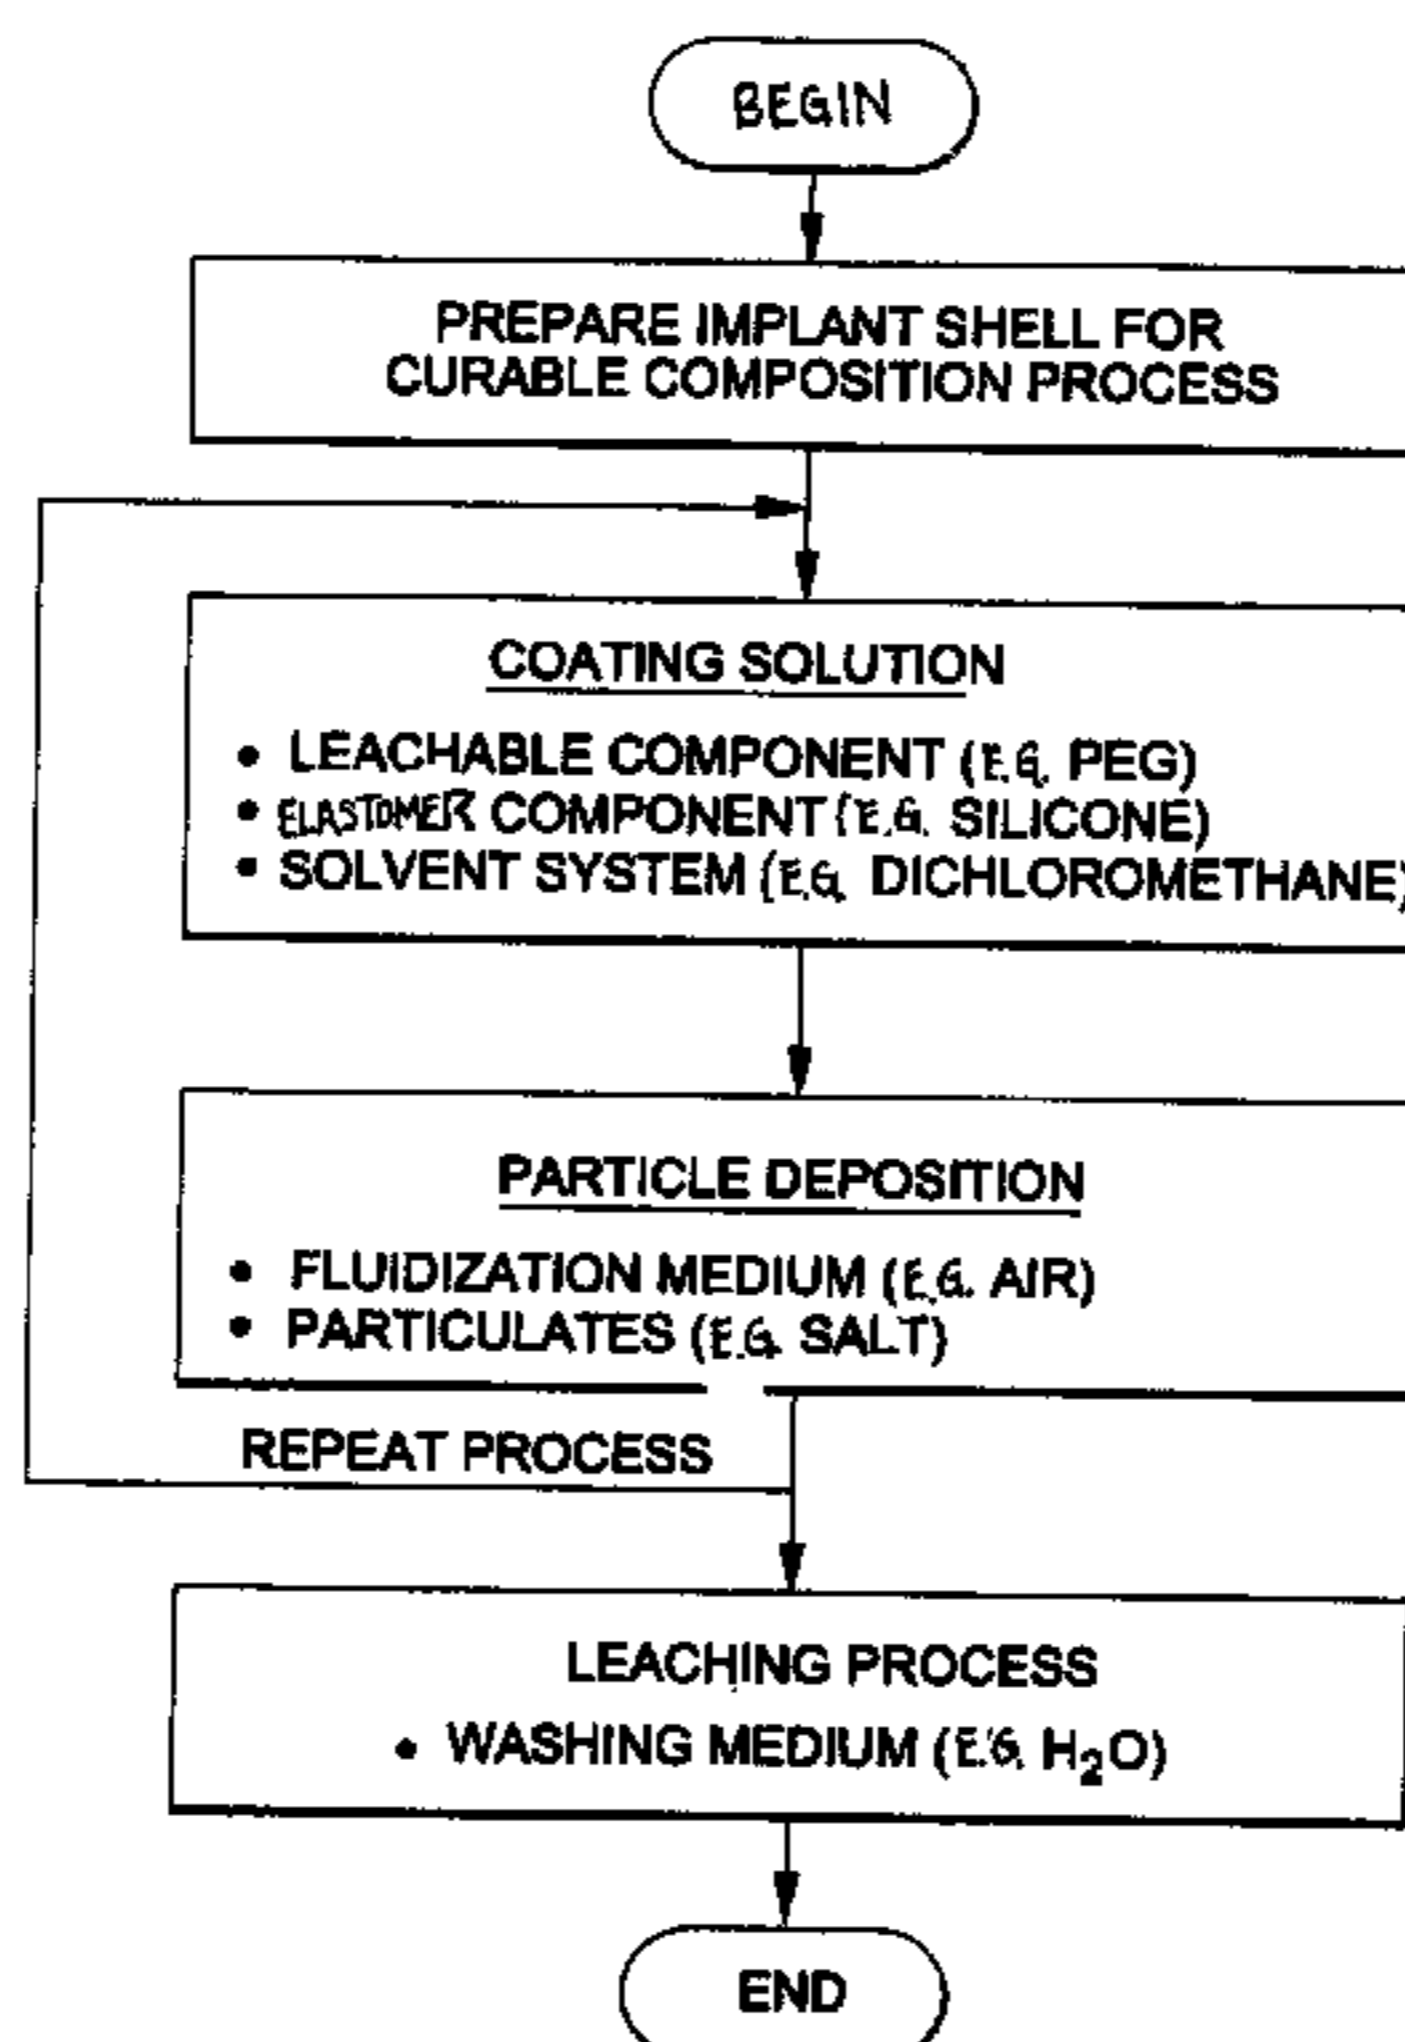 BEGIN
PREPARE IMPLANT SHELL FOR
CURABLE COMPOSITION PROCESS
COATING SOLUTION
• LEACHABLE COMPONENT (E.G. PEG)
• ELASTOMER COMPONENT (E.G. SILICONE)
• SOLVENT SYSTEM (E.G. DICHLOROMETHANE)
PARTICLE DEPOSITION
• FLUIDIZATION MEDIUM (E.G. AIR)
• PARTICULATES (E.G. SALT)
REPEAT PROCESS
LEACHING PROCESS
• WASHING MEDIUM (E.G. H₂O)
END